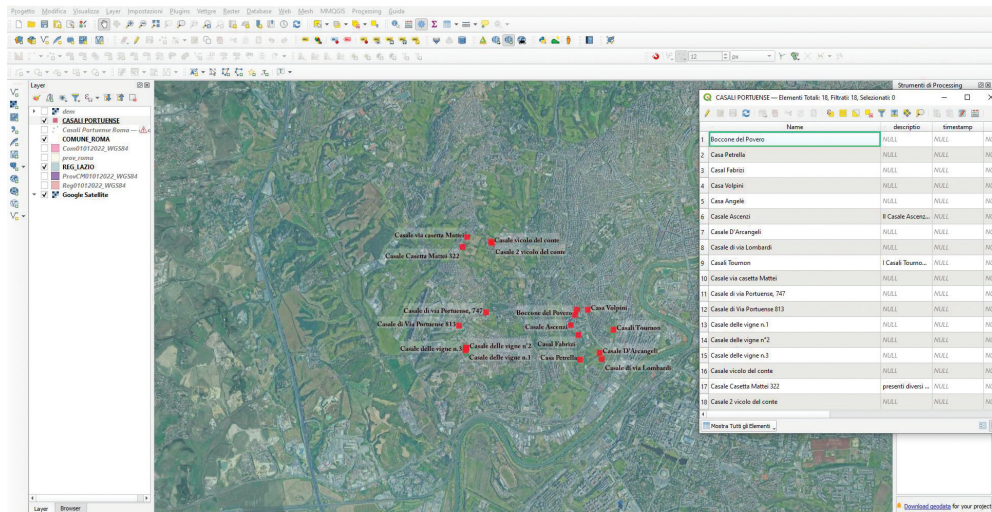 Progetto Modifica Visualizza Layer Impostazioni Plugins Vettore Raster Database Web Mesh MMQGIS Processing Guida
12 px
Layer
dem
CASALI PORTUENSE
Casali Portuense Roma —
COMUNE_ROMA
Com01012022_WGS84
prov_roma
REG_LAZIO
ProvCM01012022_WGS84
Reg01012022_WGS84
Google Satellite
Layer Browser
Casale via casetta Mattei
Casale vicolo del conte
Casale 2 vicolo del conte
Casale Casetta Mattei 322
Casale di via Portuense, 747
Boccone del Povero
Casa Volpini
Casale di Via Portuense 813
Casale Ascenzi
Casali Tournon
Casale delle vigne n.3
Casale delle vigne n°2
Casal Fabrizi
Casale D'Arcangeli
Casale delle vigne n.1
Casa Petrella
Casale di via Lombardi
Strumenti di Processing
CASALI PORTUENSE — Elementi Totali: 18, Filtrati: 18, Selezionati: 0
Name descriptio timestamp
1 Boccone del Povero NULL NULL
2 Casa Petrella NULL NULL
3 Casal Fabrizi NULL NULL
4 Casa Volpini NULL NULL
5 Casa Angelè NULL NULL
6 Casale Ascenzi Il Casale Ascenz... NULL
7 Casale D'Arcangeli NULL NULL
8 Casale di via Lombardi NULL NULL
9 Casali Tournon I Casali Tourno... NULL
10 Casale via casetta Mattei NULL NULL
11 Casale di via Portuense, 747 NULL NULL
12 Casale di Via Portuense 813 NULL NULL
13 Casale delle vigne n.1 NULL NULL
14 Casale delle vigne n°2 NULL NULL
15 Casale delle vigne n.3 NULL NULL
16 Casale vicolo del conte NULL NULL
17 Casale Casetta Mattei 322 presenti diversi ... NULL
18 Casale 2 vicolo del conte NULL NULL
Mostra Tutti gli Elementi
Download geodata for your project